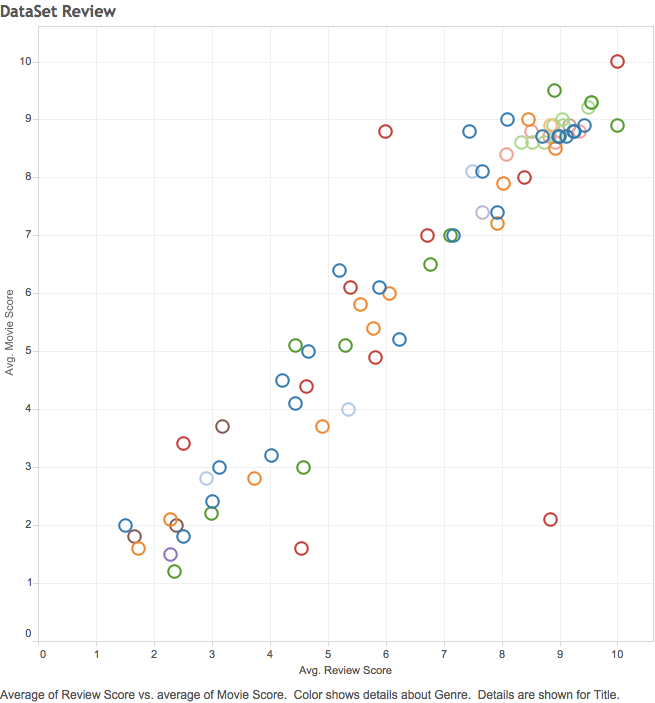 DataSet Review
10
9
8
7
6
5
4
3
2
1
0
Avg. Movie Score
0 1 2 3 4 5 6 7 8 9 10
Avg. Review Score
Average of Review Score vs. average of Movie Score. Color shows details about Genre. Details are shown for Title.